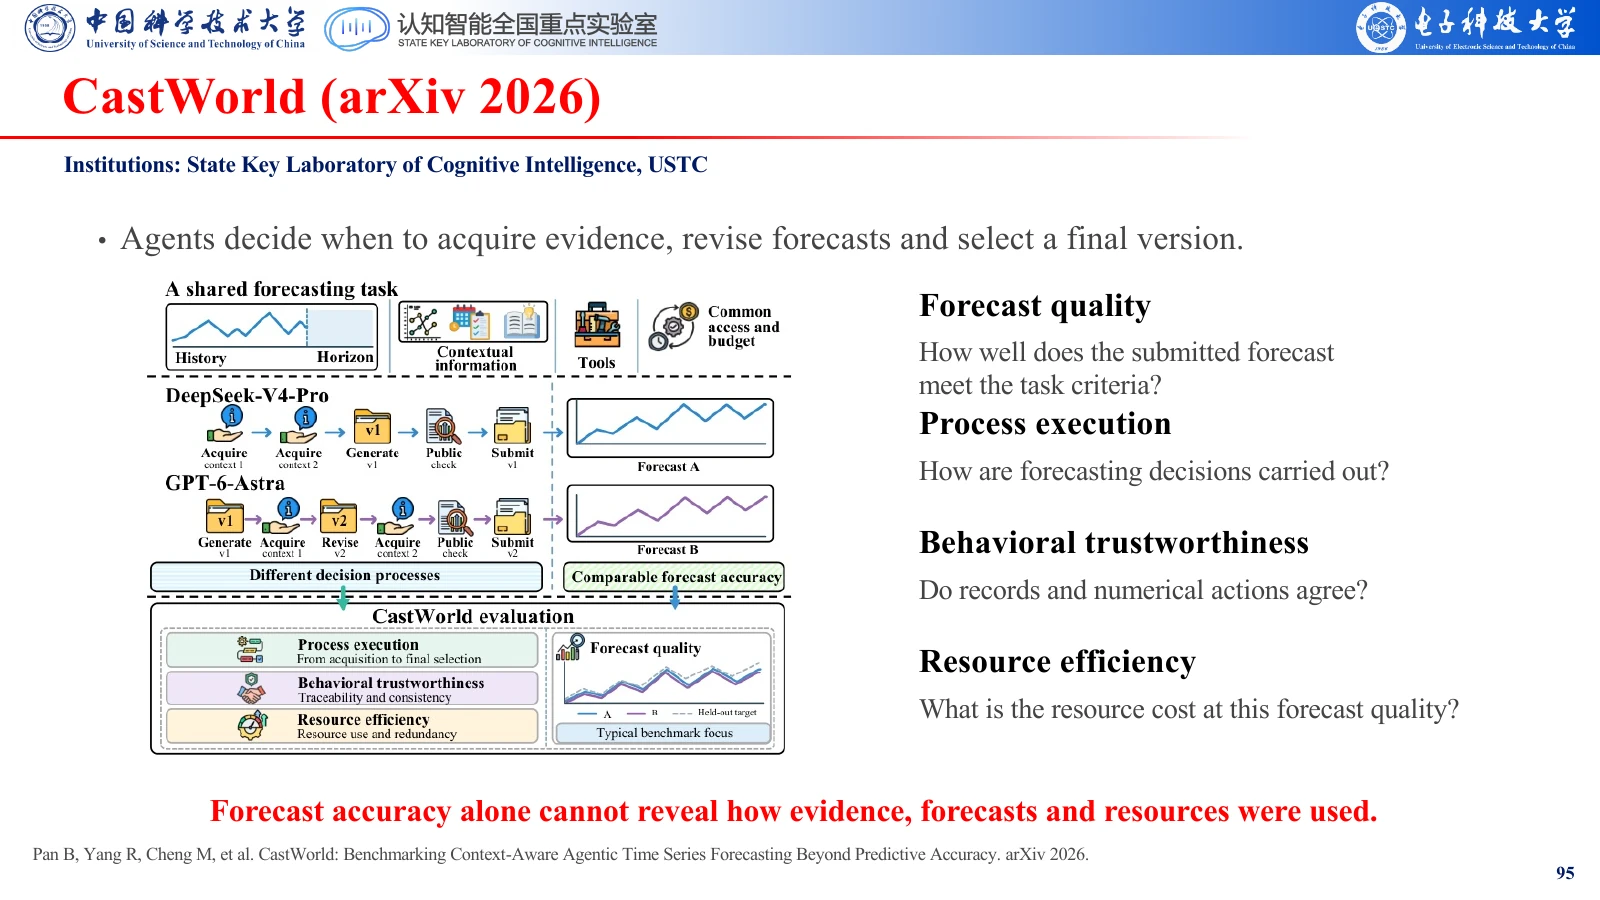 中国科学技术大学
University of Science and Technology of China
认知智能全国重点实验室
STATE KEY LABORATORY OF COGNITIVE INTELLIGENCE
电子科技大学
University of Electronic Science and Technology of China
CastWorld (arXiv 2026)
Institutions: State Key Laboratory of Cognitive Intelligence, USTC
• Agents decide when to acquire evidence, revise forecasts and select a final version.
A shared forecasting task
History
Horizon
Contextual
information
Tools
Common
access and
budget
DeepSeek-V4-Pro
v1
Acquire
context 1
Acquire
context 2
Generate
v1
Public
check
Submit
v1
Forecast A
GPT-6-Astra
v1
v2
Generate
v1
Acquire
context 1
Revise
v2
Acquire
context 2
Public
check
Submit
v2
Forecast B
Different decision processes
Comparable forecast accuracy
CastWorld evaluation
Process execution
From acquisition to final selection
Behavioral trustworthiness
Traceability and consistency
Resource efficiency
Resource use and redundancy
Forecast quality
A
B
Held-out target
Typical benchmark focus
Forecast quality
How well does the submitted forecast
meet the task criteria?
Process execution
How are forecasting decisions carried out?
Behavioral trustworthiness
Do records and numerical actions agree?
Resource efficiency
What is the resource cost at this forecast quality?
Forecast accuracy alone cannot reveal how evidence, forecasts and resources were used.
Pan B, Yang R, Cheng M, et al. CastWorld: Benchmarking Context-Aware Agentic Time Series Forecasting Beyond Predictive Accuracy. arXiv 2026.
95